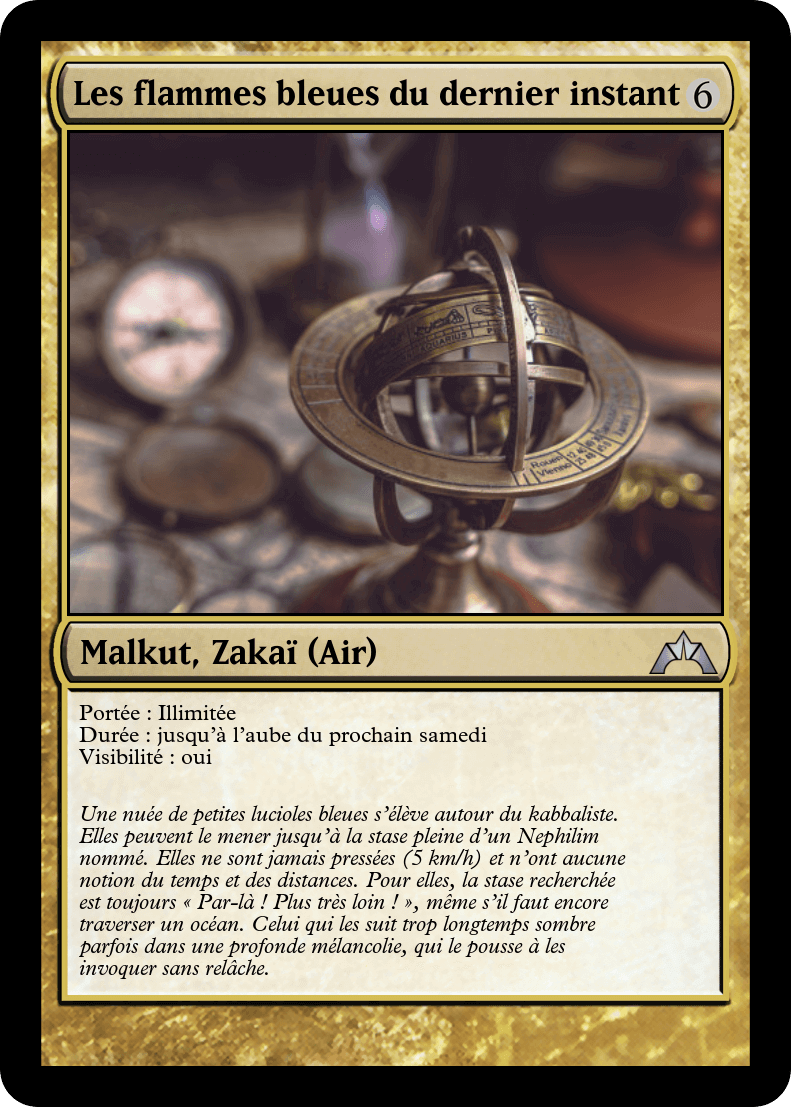 Les flammes bleues du dernier instant 6
AQUARIUS
Rouen
Vienno
Malkut, Zakaï (Air)
Portée : Illimitée
Durée : jusqu'à l'aube du prochain samedi
Visibilité : oui
Une nuée de petites lucioles bleues s'élève autour du kabbaliste.
Elles peuvent le mener jusqu'à la stase pleine d'un Nephilim
nommé. Elles ne sont jamais pressées (5 km/h) et n'ont aucune
notion du temps et des distances. Pour elles, la stase recherchée
est toujours « Par-là ! Plus très loin ! », même s'il faut encore
traverser un océan. Celui qui les suit trop longtemps sombre
parfois dans une profonde mélancolie, qui le pousse à les
invoquer sans relâche.